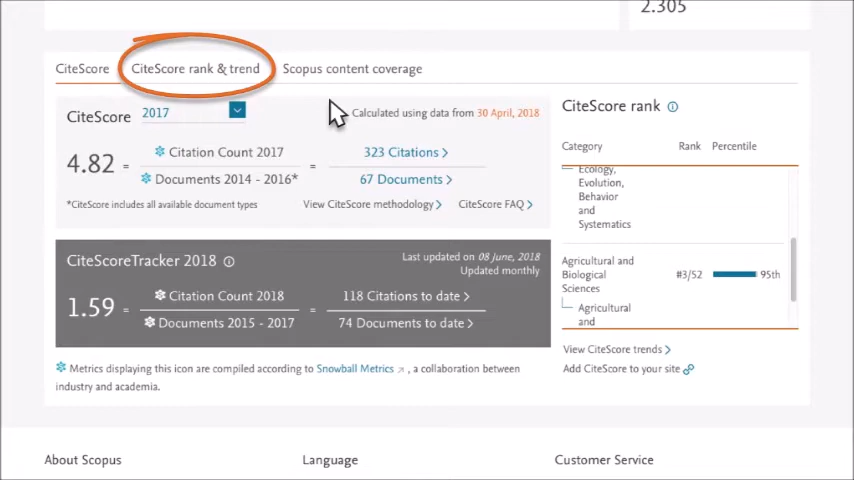 2.305
CiteScore CiteScore rank & trend Scopus content coverage
CiteScore 2017 Calculated using data from 30 April, 2018
4.82 = Citation Count 2017 = 323 Citations >
Documents 2014 - 2016* 67 Documents >
*CiteScore includes all available document types View CiteScore methodology > CiteScore FAQ >
CiteScoreTracker 2018 Last updated on 08 June, 2018
Updated monthly
1.59 = Citation Count 2018 = 118 Citations to date >
Documents 2015 - 2017 74 Documents to date >
Metrics displaying this icon are compiled according to Snowball Metrics , a collaboration between
industry and academia.
CiteScore rank
Category Rank Percentile
Ecology,
Evolution,
Behavior
and
Systematics
Agricultural and
Biological
Sciences #3/52 95th
Agricultural
and
View CiteScore trends >
Add CiteScore to your site
About Scopus Language Customer Service